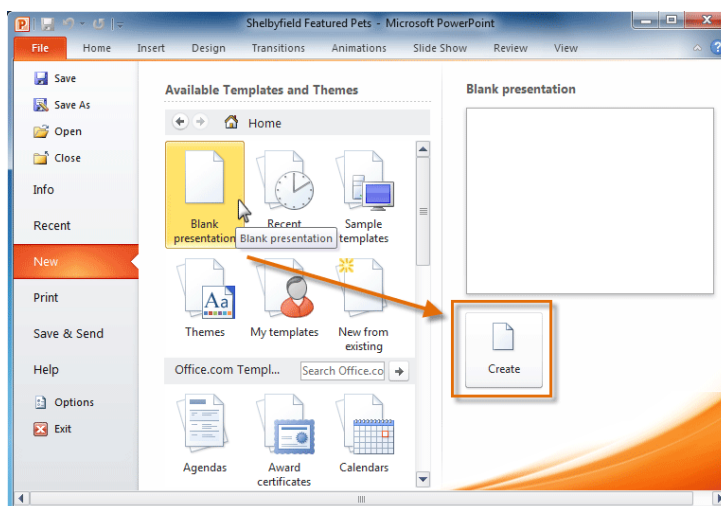 P
Shelbyfield Featured Pets - Microsoft PowerPoint
File Home Insert Design Transitions Animations Slide Show Review View
?
Save
Save As
Open
Close
Info
Recent
New
Print
Save & Send
Help
Options
Exit
Available Templates and Themes
Home
Blank
presentation
Recent
Sample
templates
Blank presentation
Aa
Themes
My templates
New from
existing
Office.com Templ...
Search Office.co
Agendas
Award
certificates
Calendars
Blank presentation
Create